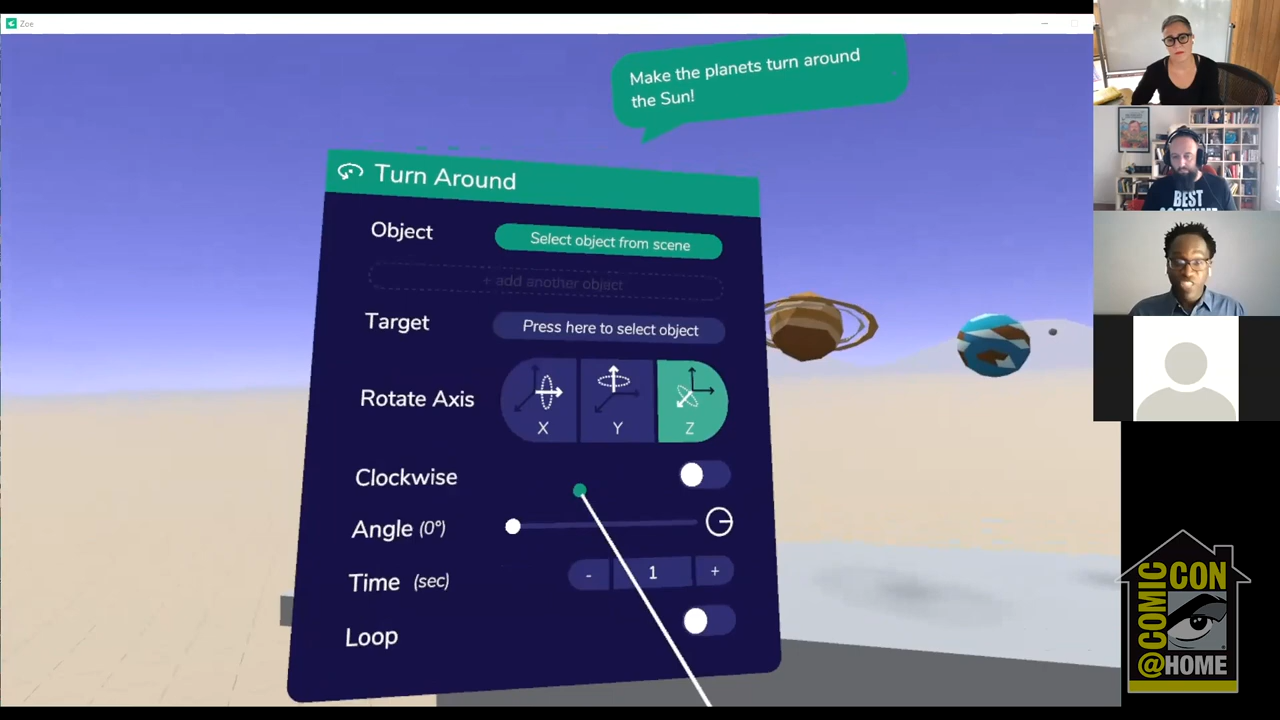 Zoe
Make the planets turn around
the Sun!
Turn Around
Object
Select object from scene
+ add another object
Target
Press here to select object
Rotate Axis
X
Y
Z
Clockwise
Angle (0°)
Time (sec)
-
1
+
Loop
BEST
COMIC
CON
@HOME